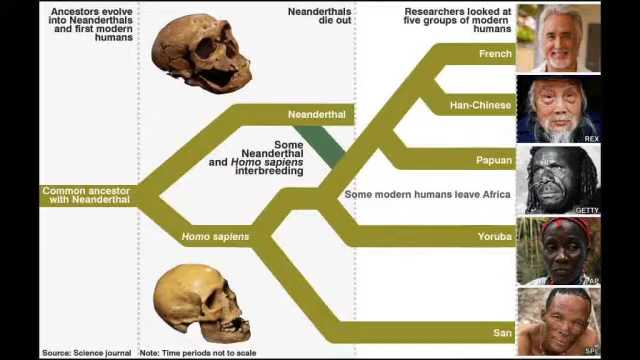 Ancestors evolve
into Neanderthals
and first modern
humans
Neanderthals
die out
Researchers looked at
five groups of modern
humans
French
Han-Chinese
REX
Neanderthal
Some
Neanderthal
and Homo sapiens
interbreeding
Papuan
Common ancestor
with Neanderthal
Some modern humans leave Africa
GETTY
Homo sapiens
Yoruba
AP
San
SPL
Source: Science journal
Note: Time periods not to scale